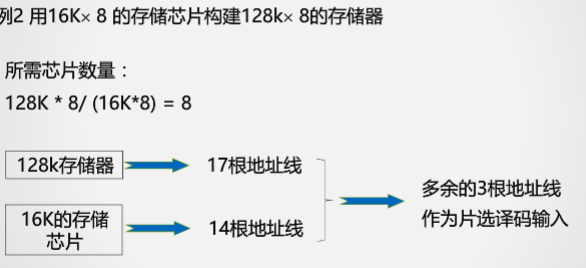 例2 用16K× 8 的存储芯片构建128k× 8的存储器
所需芯片数量：
128K * 8/ (16K*8) = 8
128k存储器
17根地址线
16K的存储
芯片
14根地址线
多余的3根地址线
作为片选译码输入